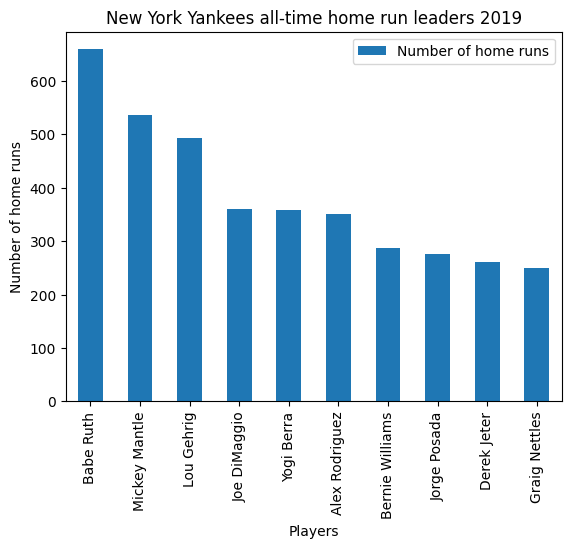 New York Yankees all-time home run leaders 2019
Number of home runs
Number of home runs
600
500
400
300
200
100
0
Babe Ruth
Mickey Mantle
Lou Gehrig
Joe DiMaggio
Yogi Berra
Alex Rodriguez
Bernie Williams
Jorge Posada
Derek Jeter
Graig Nettles
Players